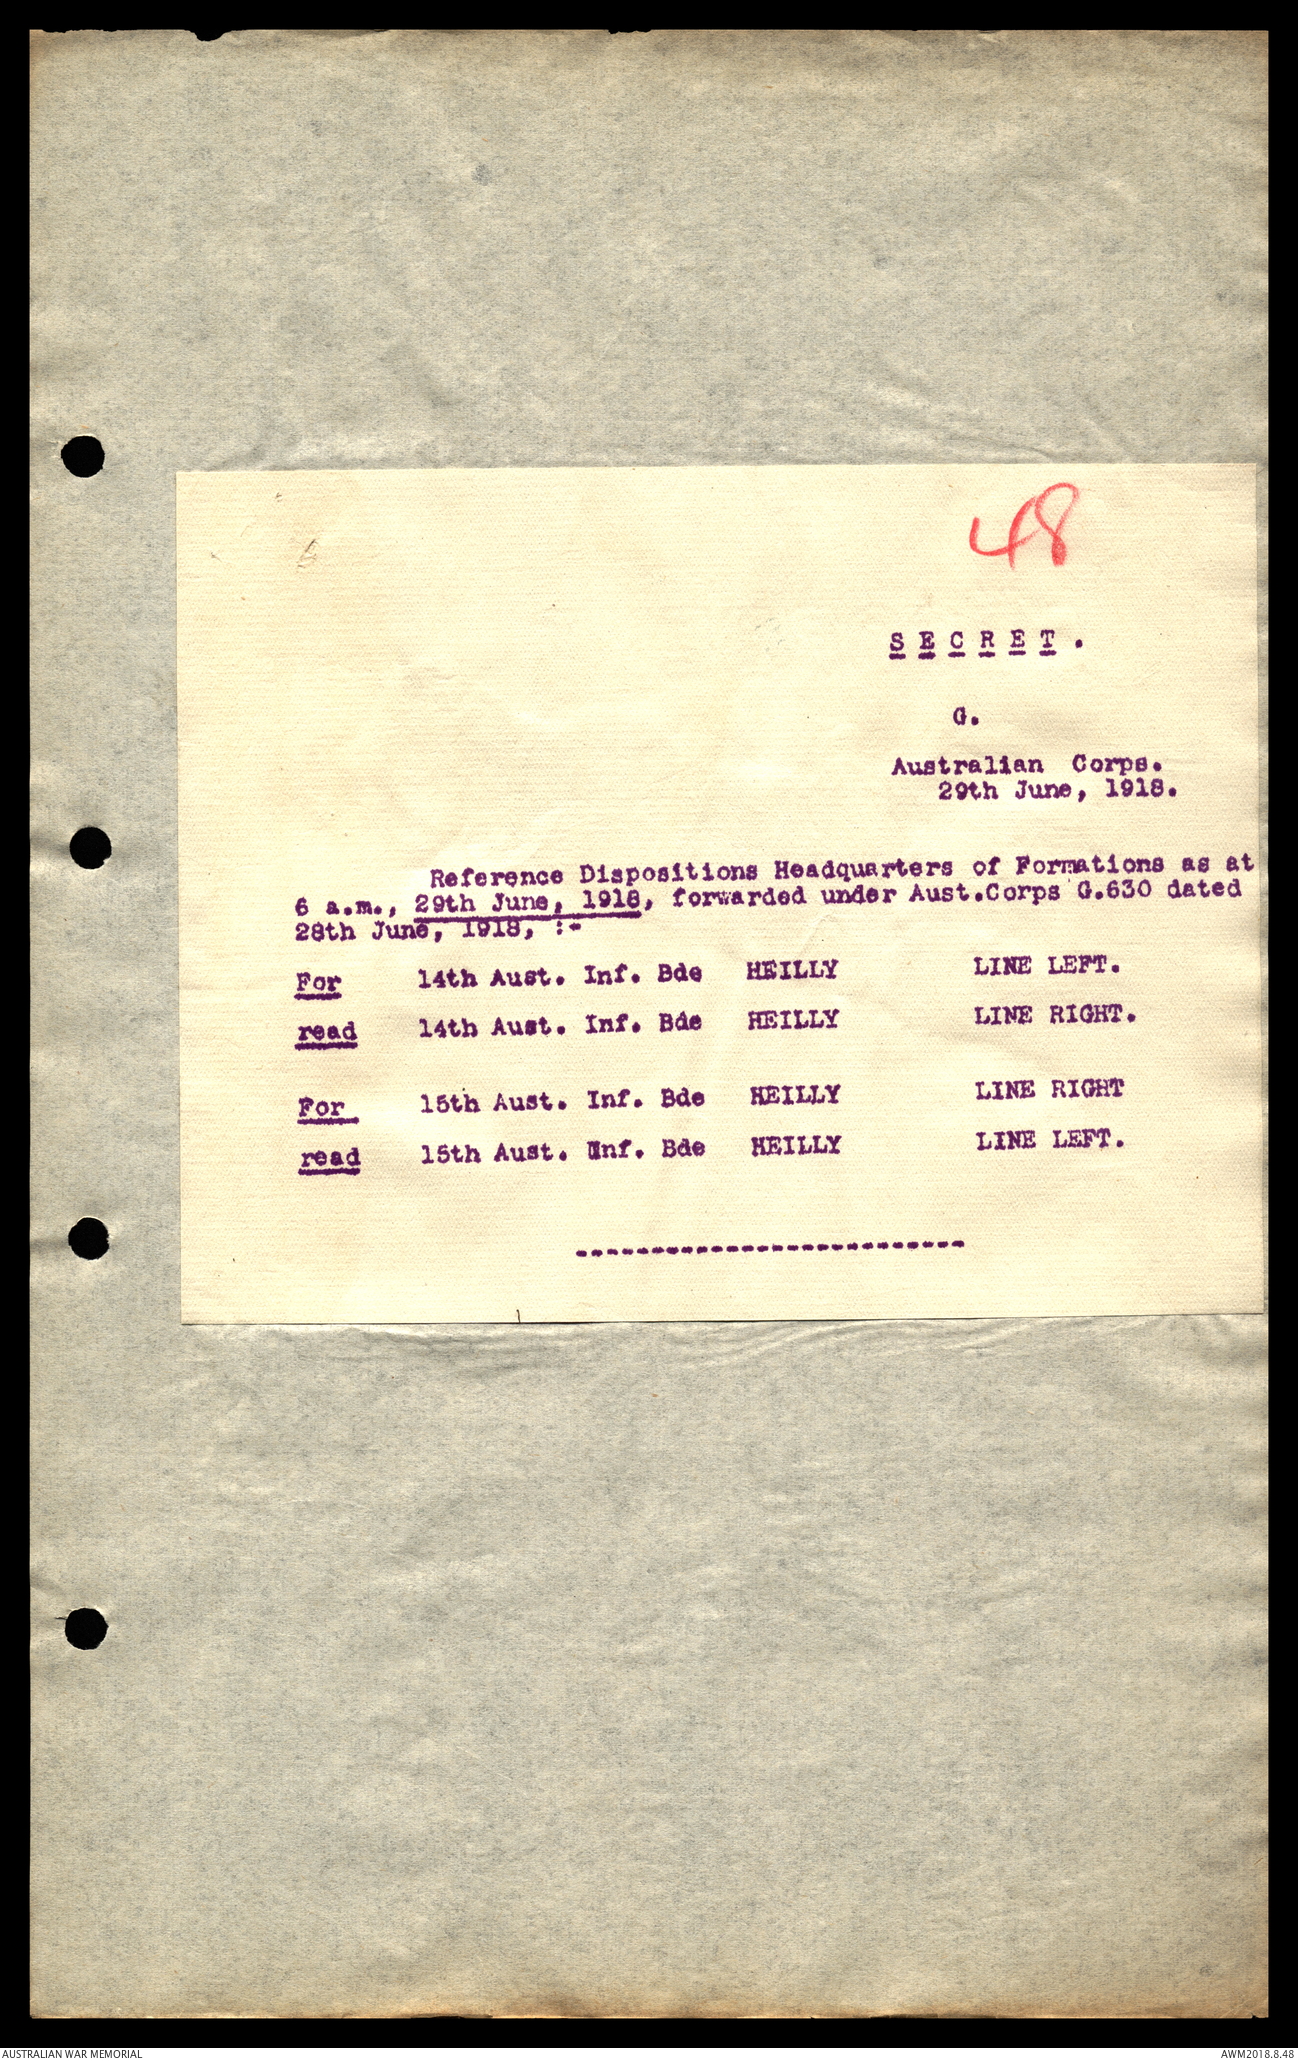 48
S E C R E T .
G.
Australian Corps.
29th June, 1918.
Reference Dispositions Headquarters of Formations as at
6 a.m., 29th June, 1918, forwarded under Aust.Corps G.630 dated
28th June, 1918, :-
For 14th Aust. Inf. Bde HEILLY LINE LEFT.
read 14th Aust. Inf. Bde HEILLY LINE RIGHT.
For 15th Aust. Inf. Bde HEILLY LINE RIGHT
read 15th Aust. Inf. Bde HEILLY LINE LEFT.
--------------------------
AUSTRALIAN WAR MEMORIAL AWM2018.8.48